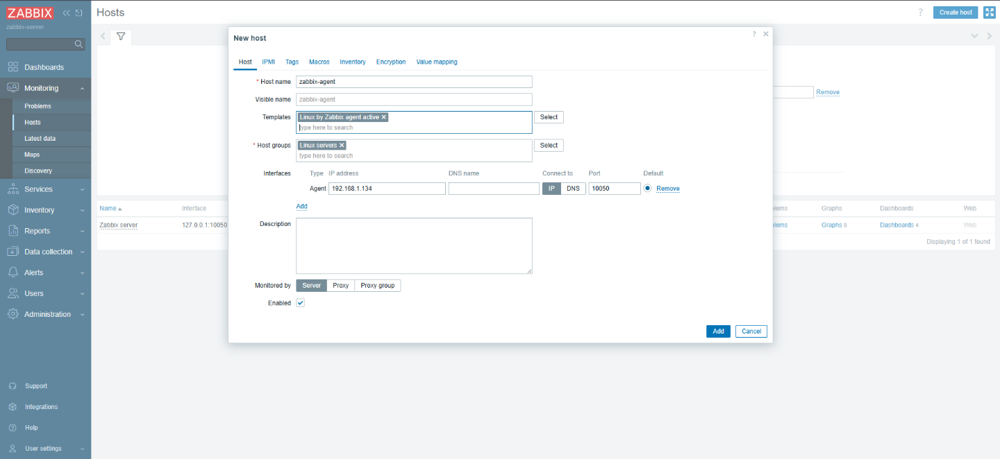 ZABBIX
zabbix-server
Dashboards
Monitoring
Problems
Hosts
Latest data
Maps
Discovery
Services
Inventory
Reports
Data collection
Alerts
Users
Administration
Support
Integrations
Help
User settings
Hosts
? Create host
New host
?
Host IPMI Tags Macros Inventory Encryption Value mapping
* Host name zabbix-agent
Visible name zabbix-agent
Templates Linux by Zabbix agent active Select
type here to search
* Host groups Linux servers Select
type here to search
Interfaces Type IP address DNS name Connect to Port Default
Agent 192.168.1.134 IP DNS 10050 Remove
Add
Description
Monitored by Server Proxy Proxy group
Enabled
Add Cancel
Remove
Name Interface Graphs Dashboards Web
Zabbix server 127.0.0.1:10050 Graphs 8 Dashboards 4 Web
Displaying 1 of 1 found